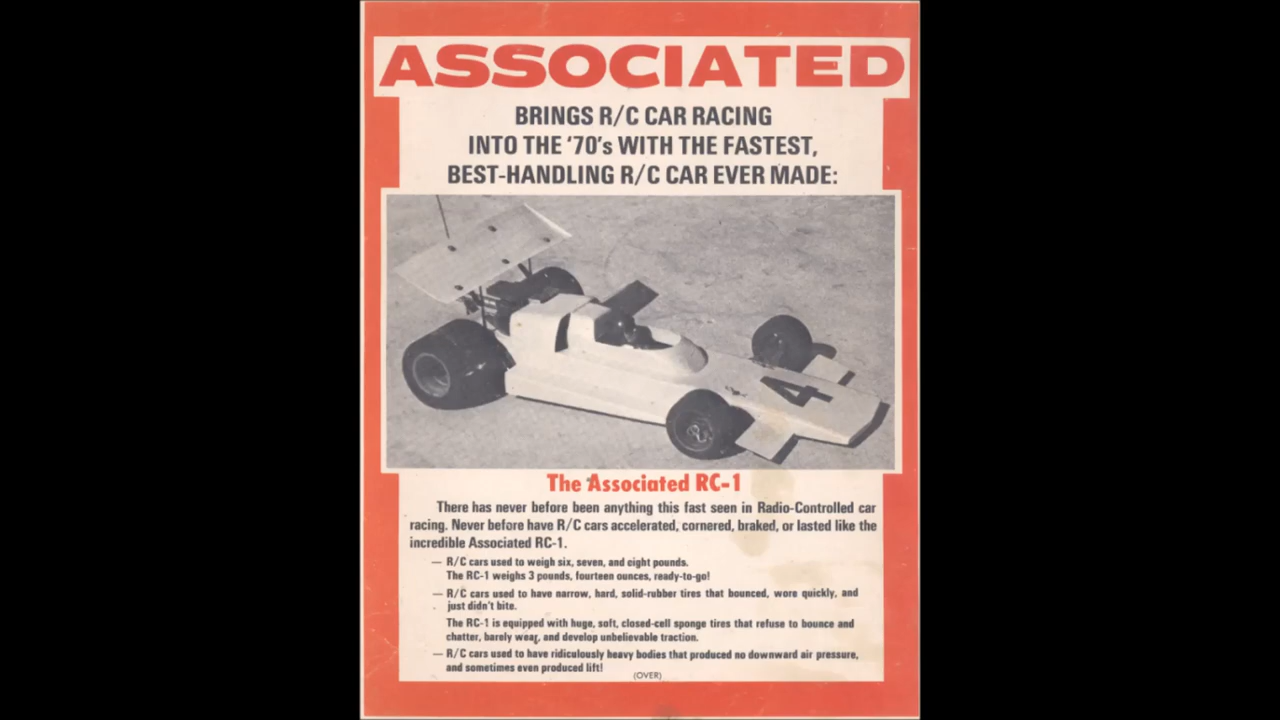 ASSOCIATED
BRINGS R/C CAR RACING
INTO THE '70's WITH THE FASTEST,
BEST-HANDLING R/C CAR EVER MADE:
4
The Associated RC-1
There has never before been anything this fast seen in Radio-Controlled car
racing. Never before have R/C cars accelerated, cornered, braked, or lasted like the
incredible Associated RC-1.
— R/C cars used to weigh six, seven, and eight pounds.
The RC-1 weighs 3 pounds, fourteen ounces, ready-to-go!
— R/C cars used to have narrow, hard, solid-rubber tires that bounced, wore quickly, and
just didn't bite.
The RC-1 is equipped with huge, soft, closed-cell sponge tires that refuse to bounce and
chatter, barely wear, and develop unbelievable traction.
— R/C cars used to have ridiculously heavy bodies that produced no downward air pressure,
and sometimes even produced lift!
(OVER)